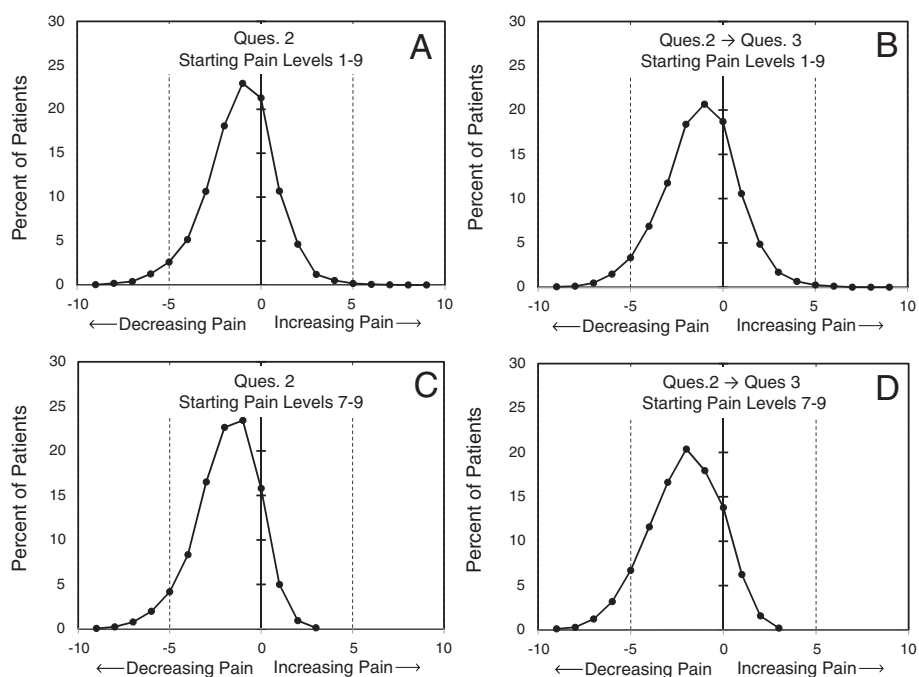 30
25
20
15
10
5
0
Percent of Patients
Ques. 2
Starting Pain Levels 1-9
A
-10
-5
0
5
10
←Decreasing Pain
Increasing Pain→
30
25
20
15
10
5
0
Percent of Patients
Ques.2 → Ques. 3
Starting Pain Levels 1-9
B
-10
-5
0
5
10
←Decreasing Pain
Increasing Pain→
30
25
20
15
10
5
0
Percent of Patients
Ques. 2
Starting Pain Levels 7-9
C
-10
-5
0
5
10
←Decreasing Pain
Increasing Pain→
30
25
20
15
10
5
0
Percent of Patients
Ques.2 → Ques 3
Starting Pain Levels 7-9
D
-10
-5
0
5
10
←Decreasing Pain
Increasing Pain→